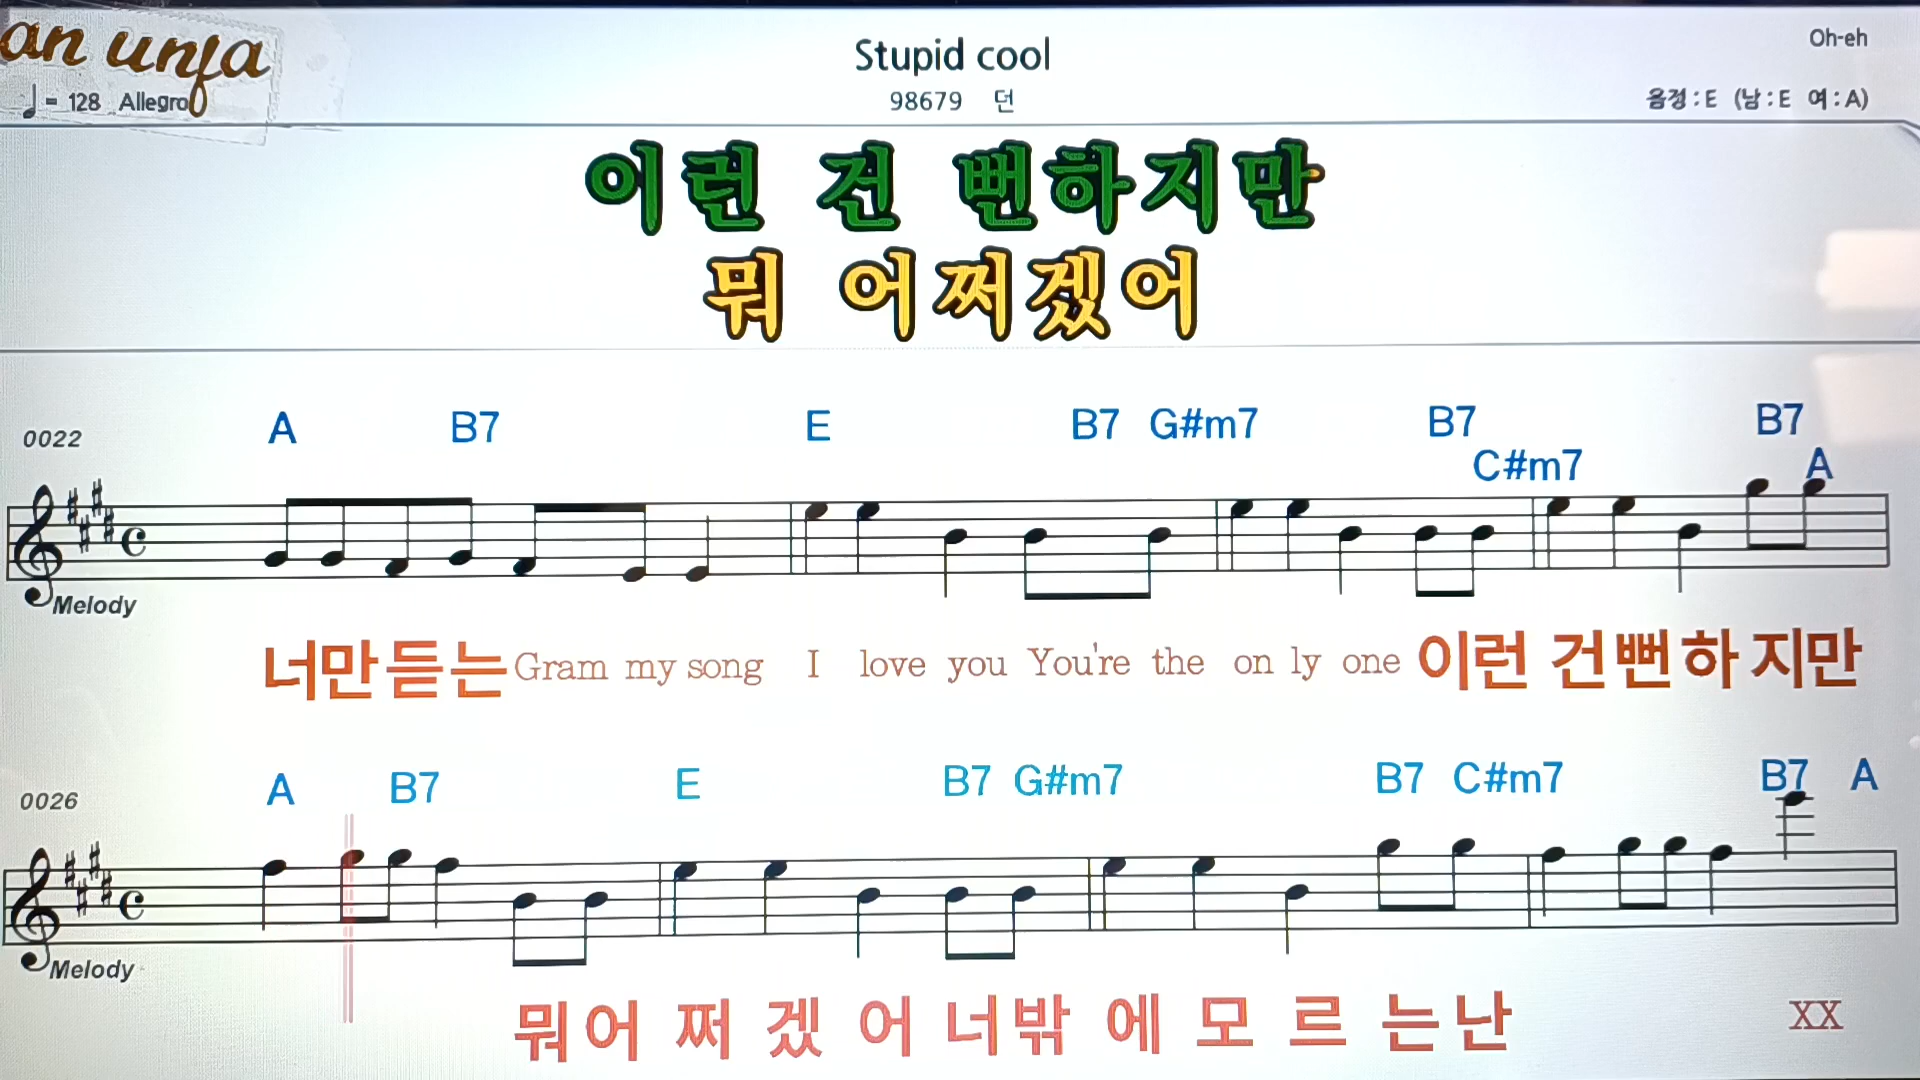 an unfa
Stupid cool
Oh-eh
= 128 Allegro
98679 던
음정:E (남:E 여:A)
이런 건 뻔하지만
뭐 어쩌겠어
A B7 E B7 G#m7 B7 C#m7 B7 A
0022
Melody
너만듣는Gram my song I love you You're the on ly one 이런 건뻔하지만
A B7 E B7 G#m7 B7 C#m7 B7 A
0026
Melody
뭐어 쩌 겠 어 너밖 에 모 르 는난 XX